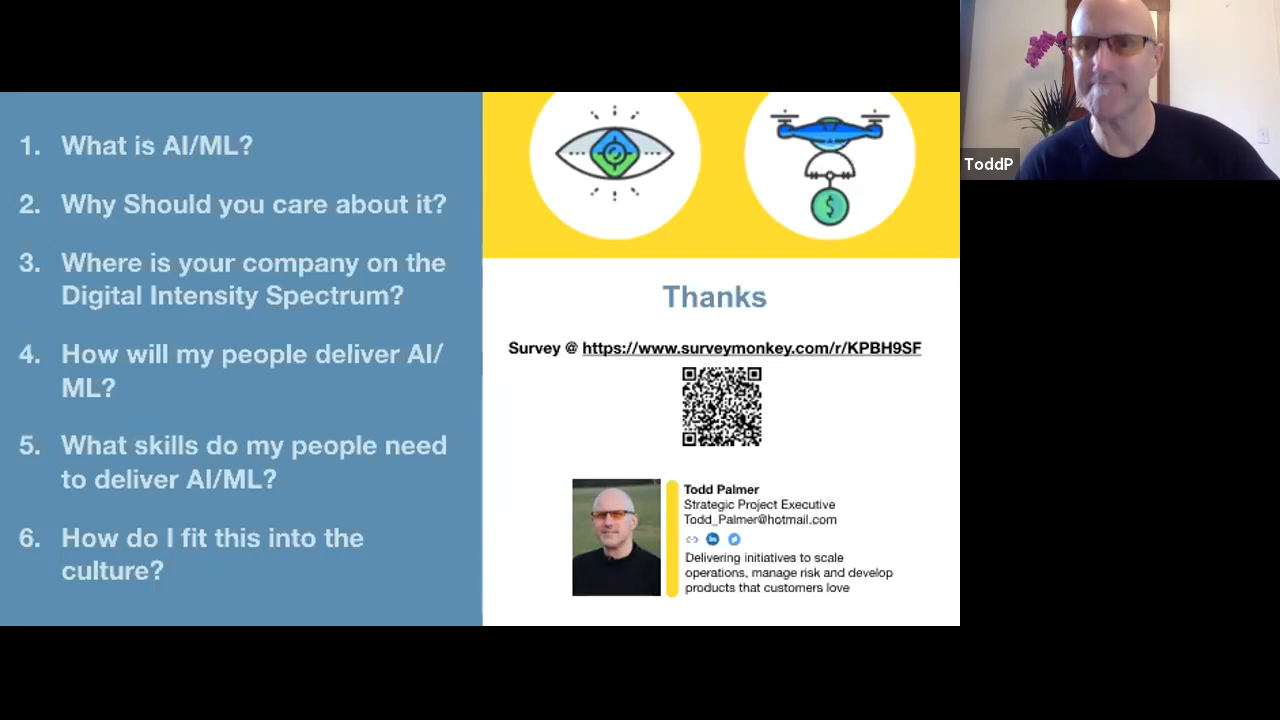 1. What is AI/ML?
2. Why Should you care about it?
3. Where is your company on the
Digital Intensity Spectrum?
4. How will my people deliver AI/
ML?
5. What skills do my people need
to deliver AI/ML?
6. How do I fit this into the
culture?
$
Thanks
Survey @ https://www.surveymonkey.com/r/KPBH9SF
Todd Palmer
Strategic Project Executive
Todd_Palmer@hotmail.com
in
Delivering initiatives to scale
operations, manage risk and develop
products that customers love
ToddP